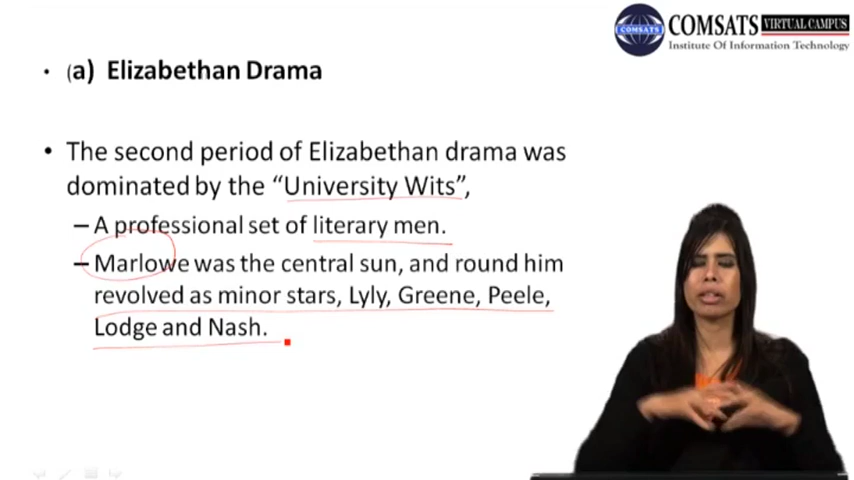 COMSATS VIRTUAL CAMPUS
COMSATS
Institute Of Information Technology
• (a) Elizabethan Drama
• The second period of Elizabethan drama was
dominated by the “University Wits”,
– A professional set of literary men.
– Marlowe was the central sun, and round him
revolved as minor stars, Lyly, Greene, Peele,
Lodge and Nash.